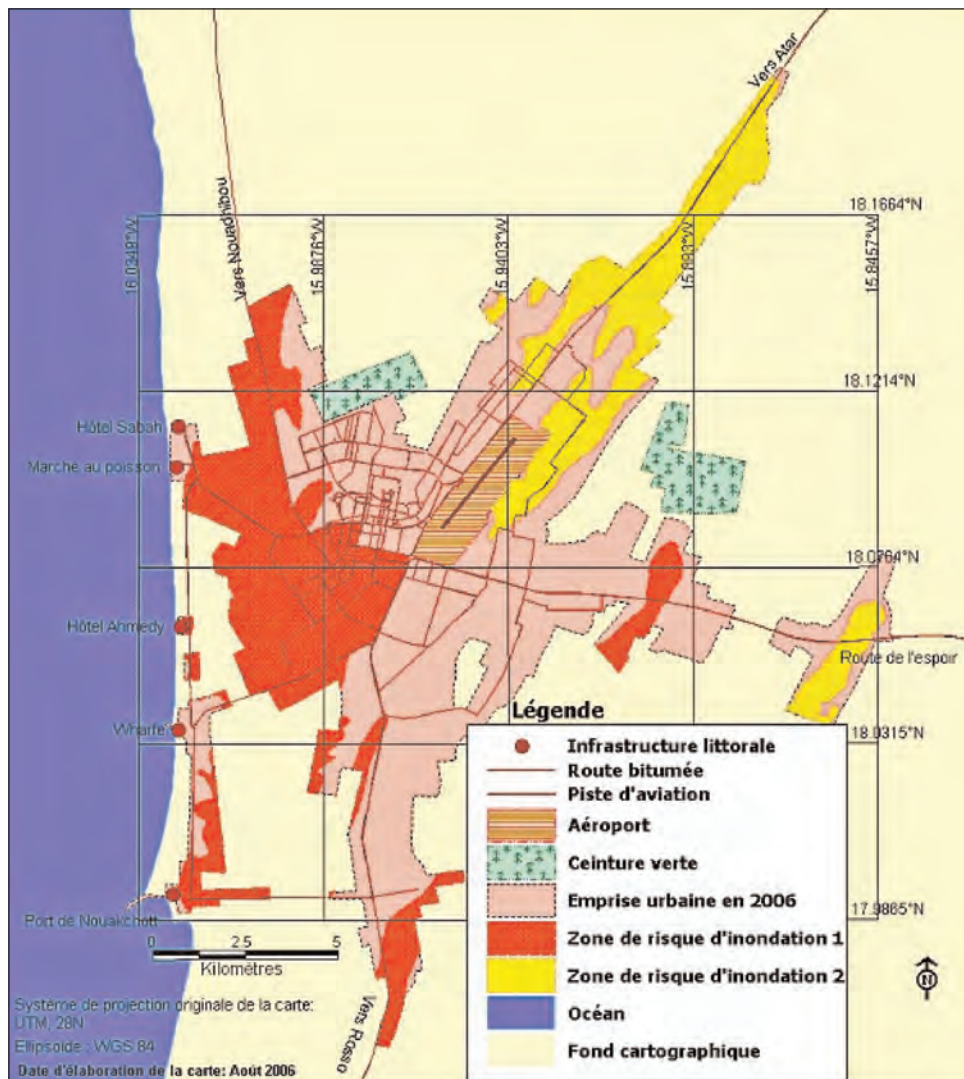 Vers Atar
18.1664°N
16.0349°W
Vers Nouadhibou
15.9876°W
15.9403°W
15.893°W
15.8457°W
18.1214°N
Hôtel Sabah
Marché au poisson
18.0764°N
Hôtel Ahmedy
Route de l'espoir
Wharfe
18.0315°N
Légende
Infrastructure littorale
Route bitumée
Piste d'aviation
Aéroport
Ceinture verte
Emprise urbaine en 2006
Zone de risque d'inondation 1
Zone de risque d'inondation 2
Océan
Fond cartographique
17.9865°N
Port de Nouakchott
0 2.5 5
Kilomètres
Vers Rosso
N
Système de projection originale de la carte:
UTM, 28N
Ellipsoïde : WGS 84
Date d'élaboration de la carte: Août 2006